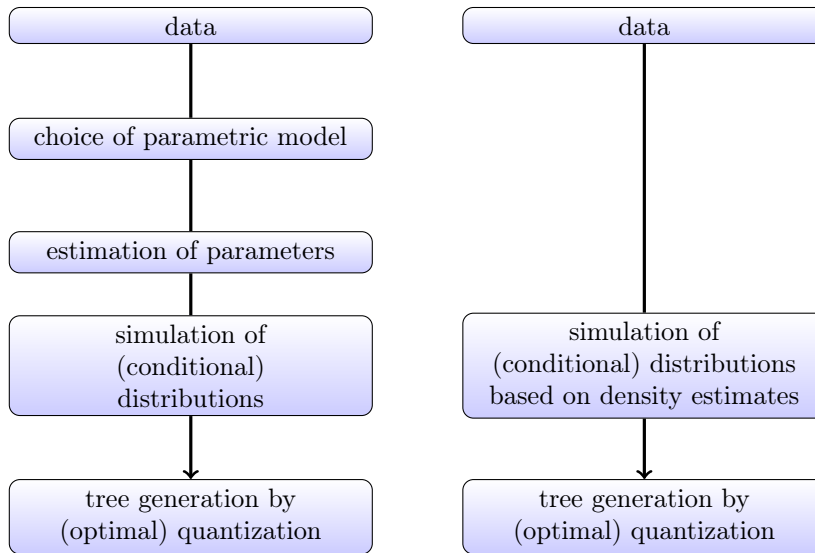 data
choice of parametric model
estimation of parameters
simulation of
(conditional)
distributions
tree generation by
(optimal) quantization
data
simulation of
(conditional) distributions
based on density estimates
tree generation by
(optimal) quantization